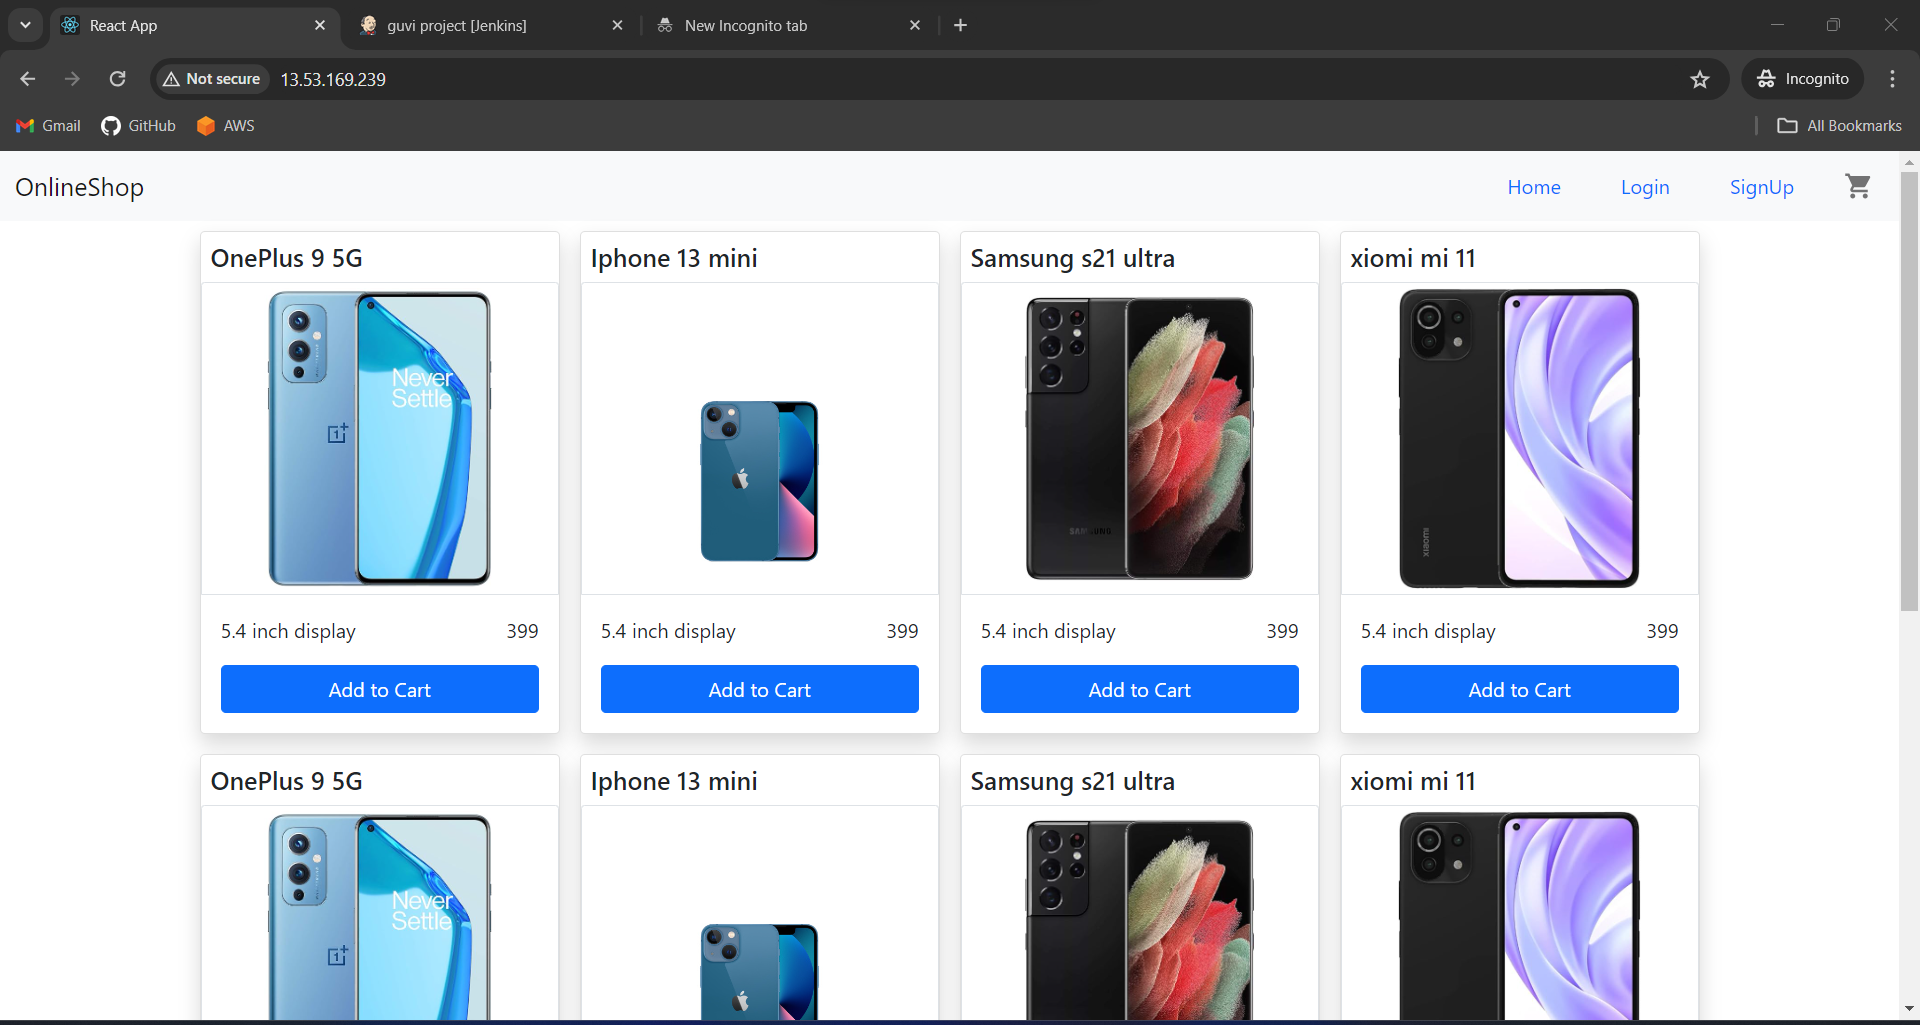 React App
guvi project [Jenkins]
New Incognito tab
Not secure
13.53.169.239
Incognito
Gmail
GitHub
AWS
All Bookmarks
OnlineShop
Home
Login
SignUp
OnePlus 9 5G
Iphone 13 mini
Samsung s21 ultra
xiomi mi 11
Never
Settle
SAMSUNG
xiaomi
5.4 inch display 399
5.4 inch display 399
5.4 inch display 399
5.4 inch display 399
Add to Cart
Add to Cart
Add to Cart
Add to Cart
OnePlus 9 5G
Iphone 13 mini
Samsung s21 ultra
xiomi mi 11
Never
Settle